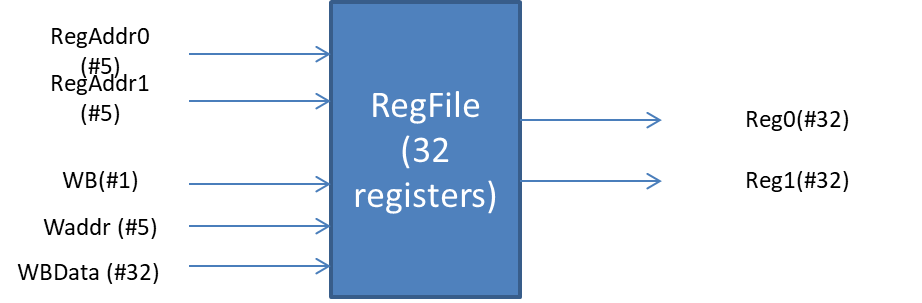 RegAddr0
(#5)
RegAddr1
(#5)
WB(#1)
Waddr (#5)
WBData (#32)
RegFile
(32
registers)
Reg0(#32)
Reg1(#32)